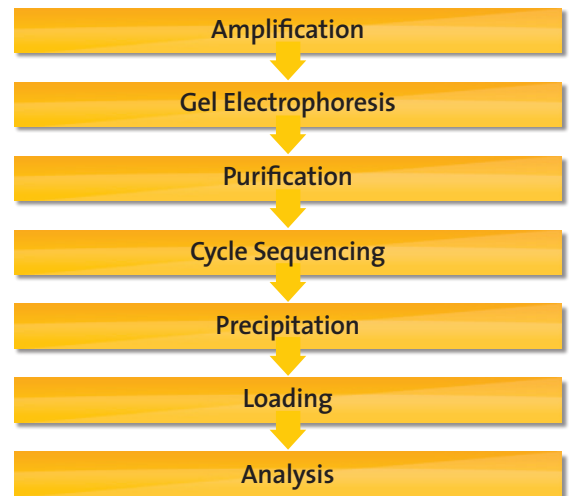 Amplification
Gel Electrophoresis
Purification
Cycle Sequencing
Precipitation
Loading
Analysis